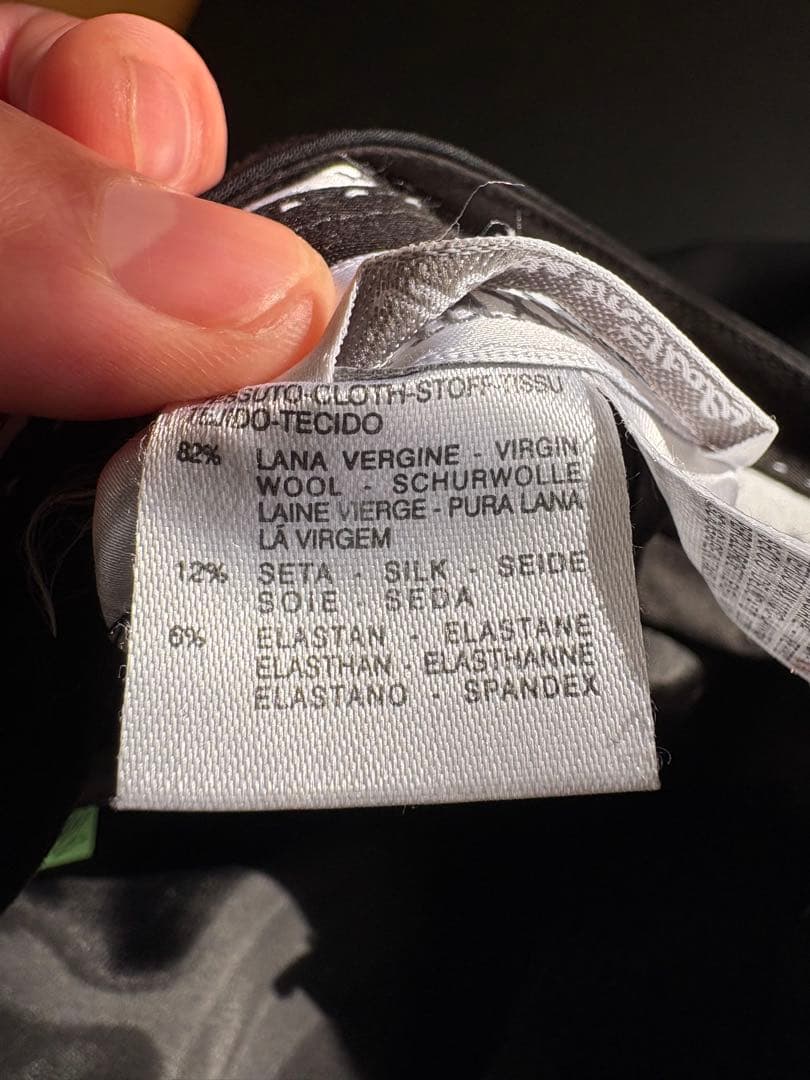 TESSUTO-CLOTH-STOFF-TISSU
TEJIDO-TECIDO
82% LANA VERGINE - VIRGIN
WOOL - SCHURWOLLE
LAINE VIERGE - PURA LANA
LÃ VIRGEM
12% SETA - SILK - SEIDE
SOIE - SEDA
6% ELASTAN - ELASTANE
ELASTHAN - ELASTHANNE
ELASTANO - SPANDEX